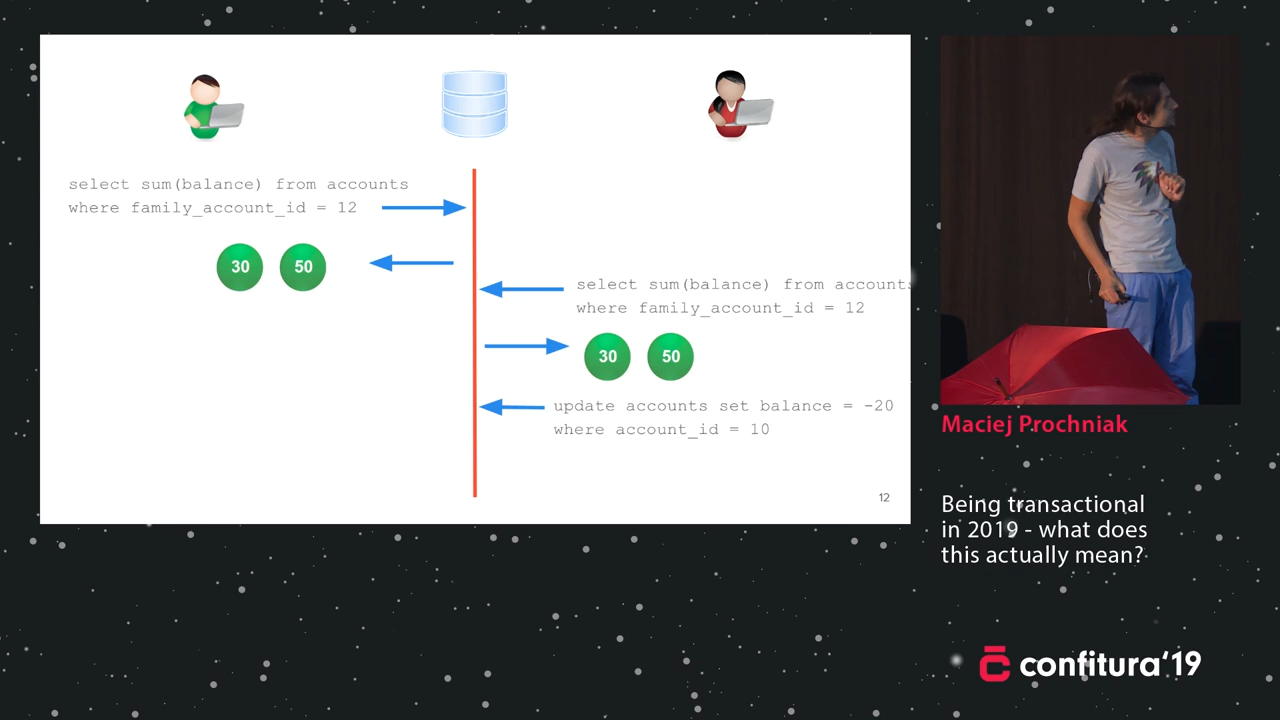 select sum(balance) from accounts
where family_account_id = 12
30 50
select sum(balance) from accounts
where family_account_id = 12
30 50
update accounts set balance = -20
where account_id = 10
12
Maciej Prochniak
Being transactional
in 2019 - what does
this actually mean?
confitura'19